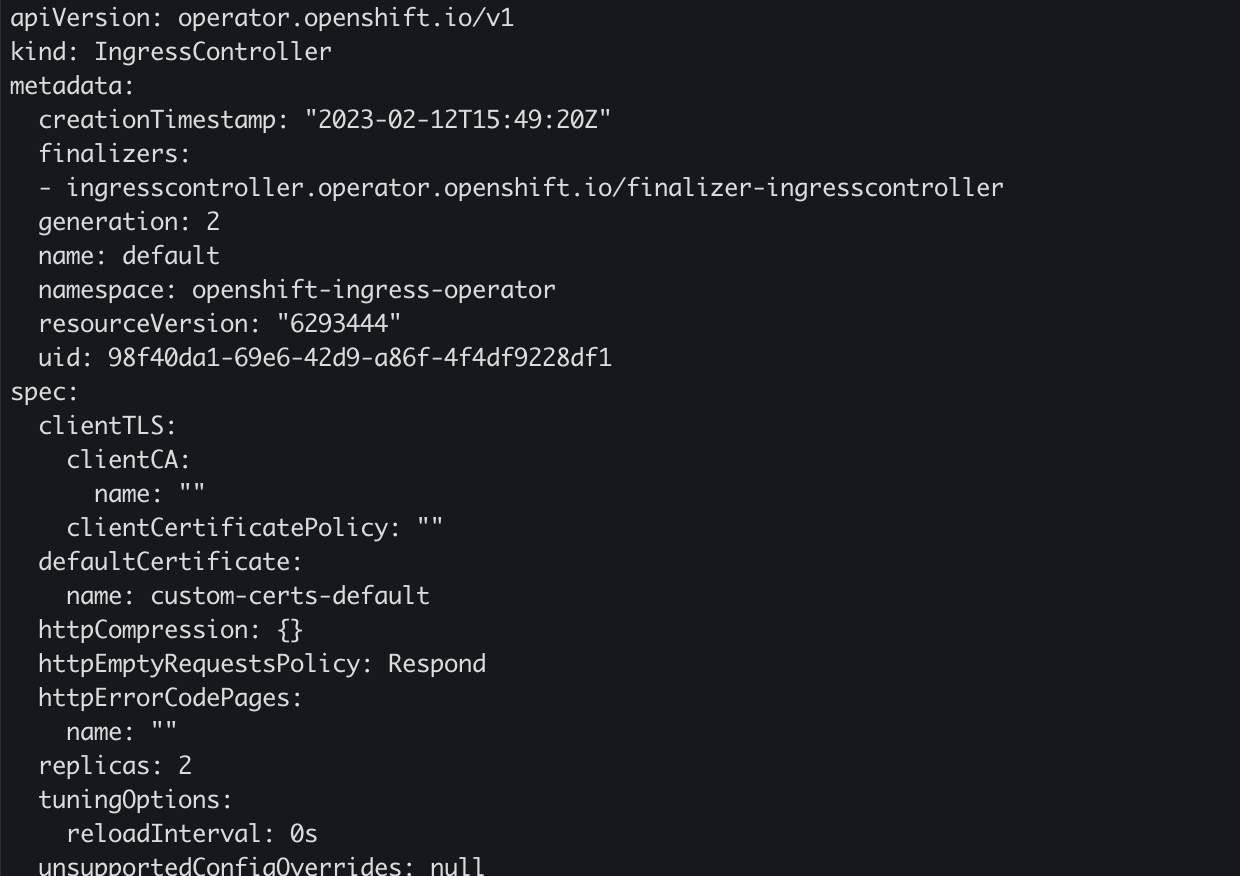 apiVersion: operator.openshift.io/v1
kind: IngressController
metadata:
  creationTimestamp: "2023-02-12T15:49:20Z"
  finalizers:
  - ingresscontroller.operator.openshift.io/finalizer-ingresscontroller
  generation: 2
  name: default
  namespace: openshift-ingress-operator
  resourceVersion: "6293444"
  uid: 98f40da1-69e6-42d9-a86f-4f4df9228df1
spec:
  clientTLS:
    clientCA:
      name: ""
    clientCertificatePolicy: ""
  defaultCertificate:
    name: custom-certs-default
  httpCompression: {}
  httpEmptyRequestsPolicy: Respond
  httpErrorCodePages:
    name: ""
  replicas: 2
  tuningOptions:
    reloadInterval: 0s
  unsupportedConfigOverrides: null